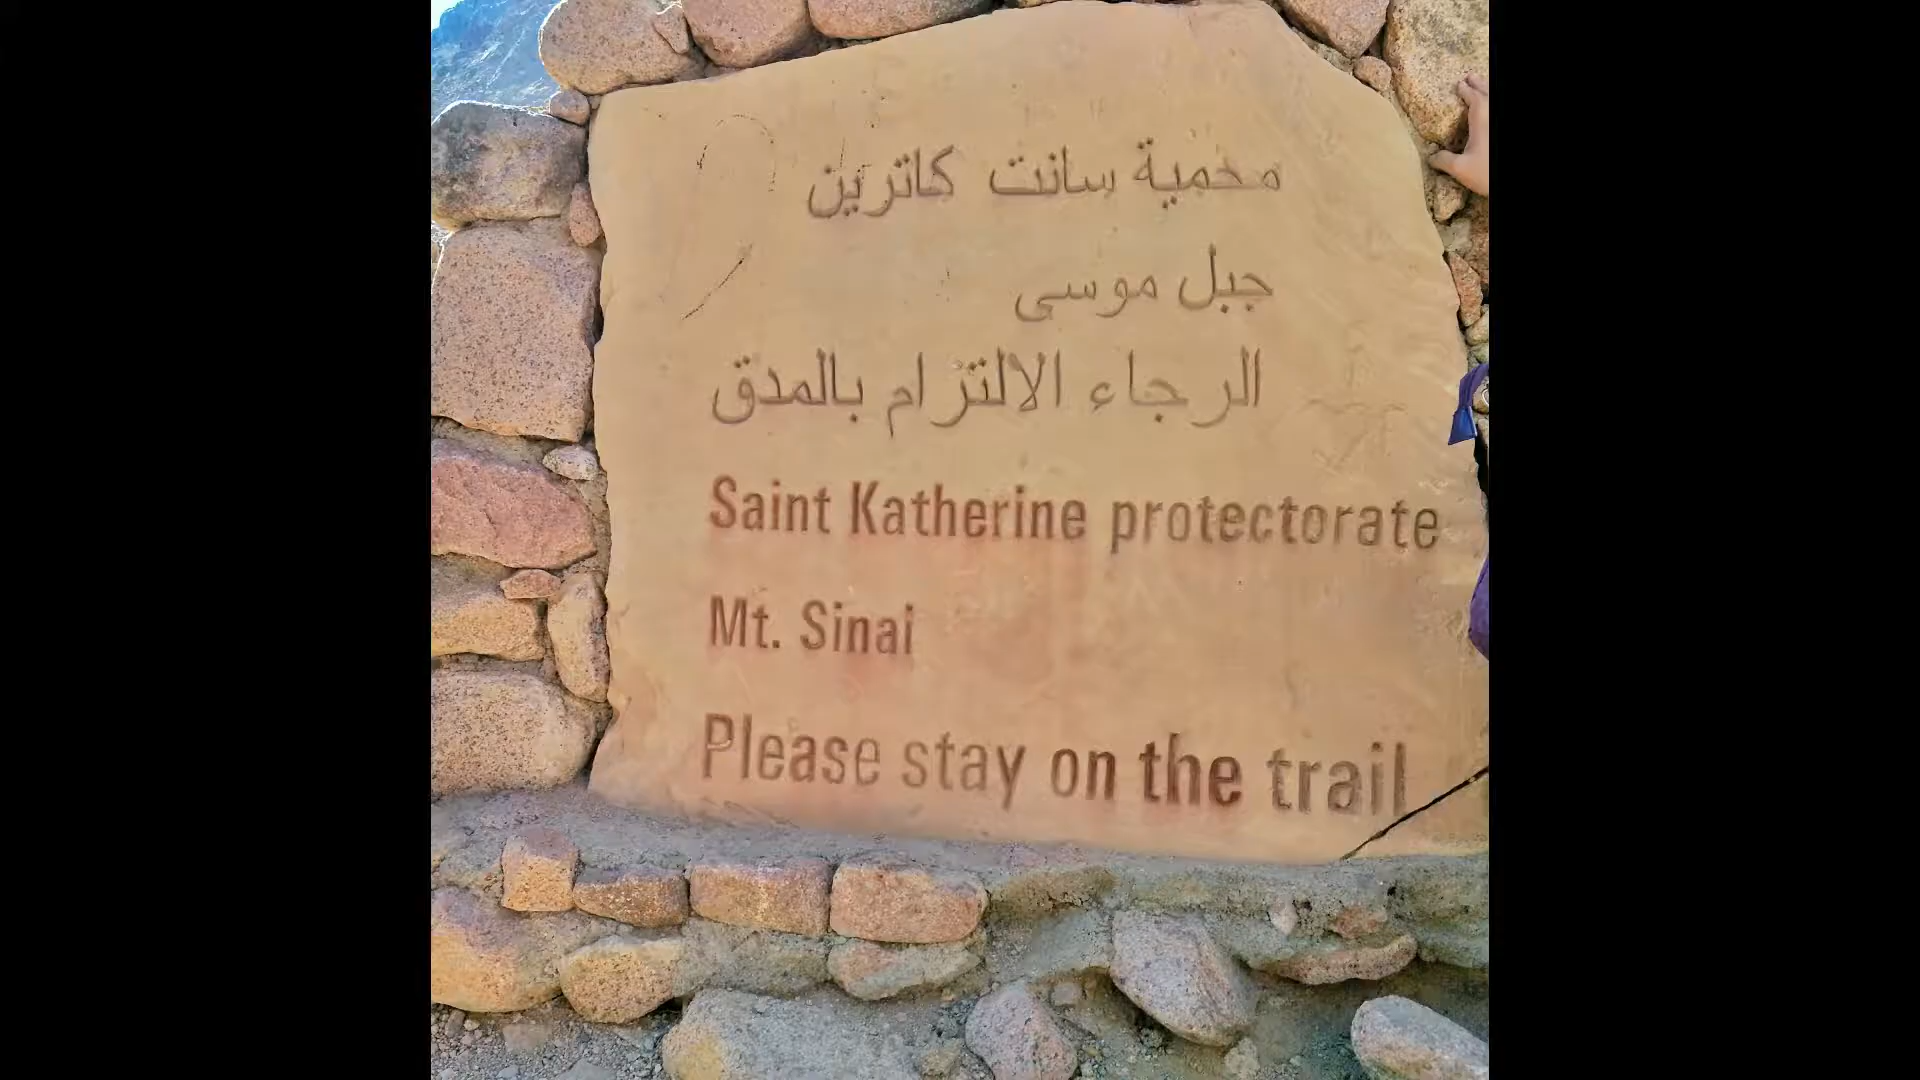 محمية سانت كاترين
جبل موسى
الرجاء الالتزام بالمدق
Saint Katherine protectorate
Mt. Sinai
Please stay on the trail